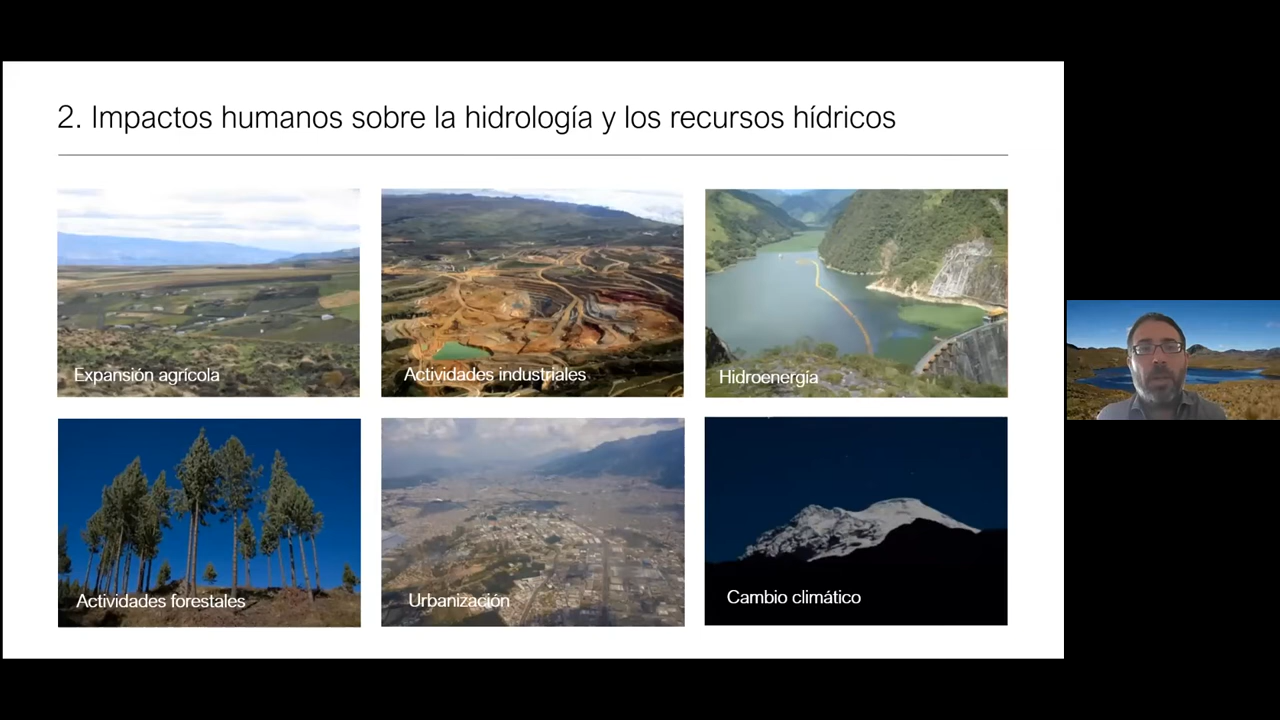 2. Impactos humanos sobre la hidrología y los recursos hídricos
Expansión agrícola
Actividades industriales
Hidroenergía
Actividades forestales
Urbanización
Cambio climático